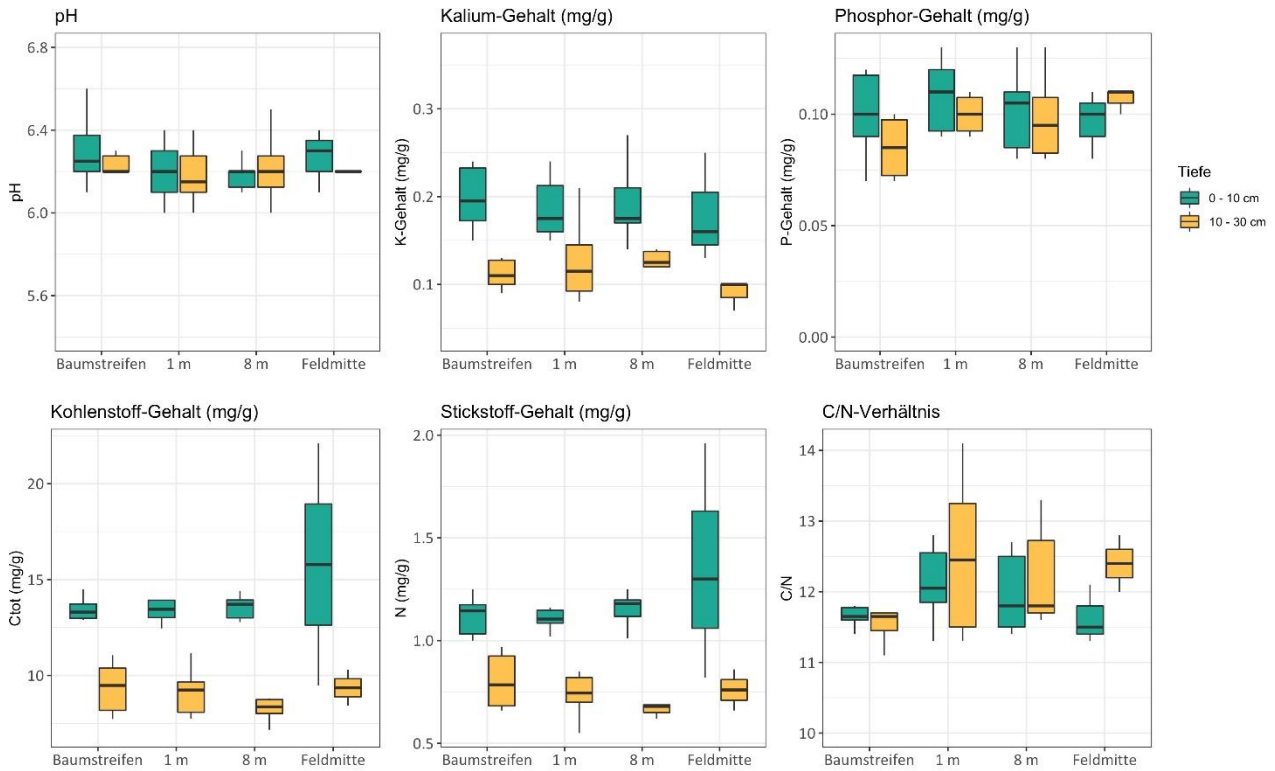 pH
6.8
6.4
6.0
5.6
pH
Baumstreifen 1 m 8 m Feldmitte
Kalium-Gehalt (mg/g)
0.3
0.2
0.1
K-Gehalt (mg/g)
Baumstreifen 1 m 8 m Feldmitte
Phosphor-Gehalt (mg/g)
0.10
0.05
0.00
P-Gehalt (mg/g)
Baumstreifen 1 m 8 m Feldmitte
Tiefe
0 - 10 cm
10 - 30 cm
Kohlenstoff-Gehalt (mg/g)
20
15
10
Ctot (mg/g)
Baumstreifen 1 m 8 m Feldmitte
Stickstoff-Gehalt (mg/g)
2.0
1.5
1.0
0.5
N (mg/g)
Baumstreifen 1 m 8 m Feldmitte
C/N-Verhältnis
14
13
12
11
10
C/N
Baumstreifen 1 m 8 m Feldmitte